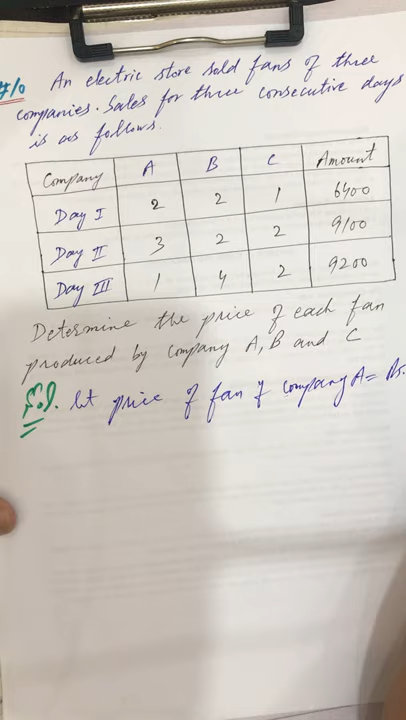 An electric store sold fans of three
companies. Sales for three consecutive days
is as follows.
Company A B C Amount
Day I 2 2 1 6400
Day II 3 2 2 9100
Day III 1 4 2 9200
Determine the price of each fan
produced by company A, B and C
Sol. let price of fan of company A = Rs.